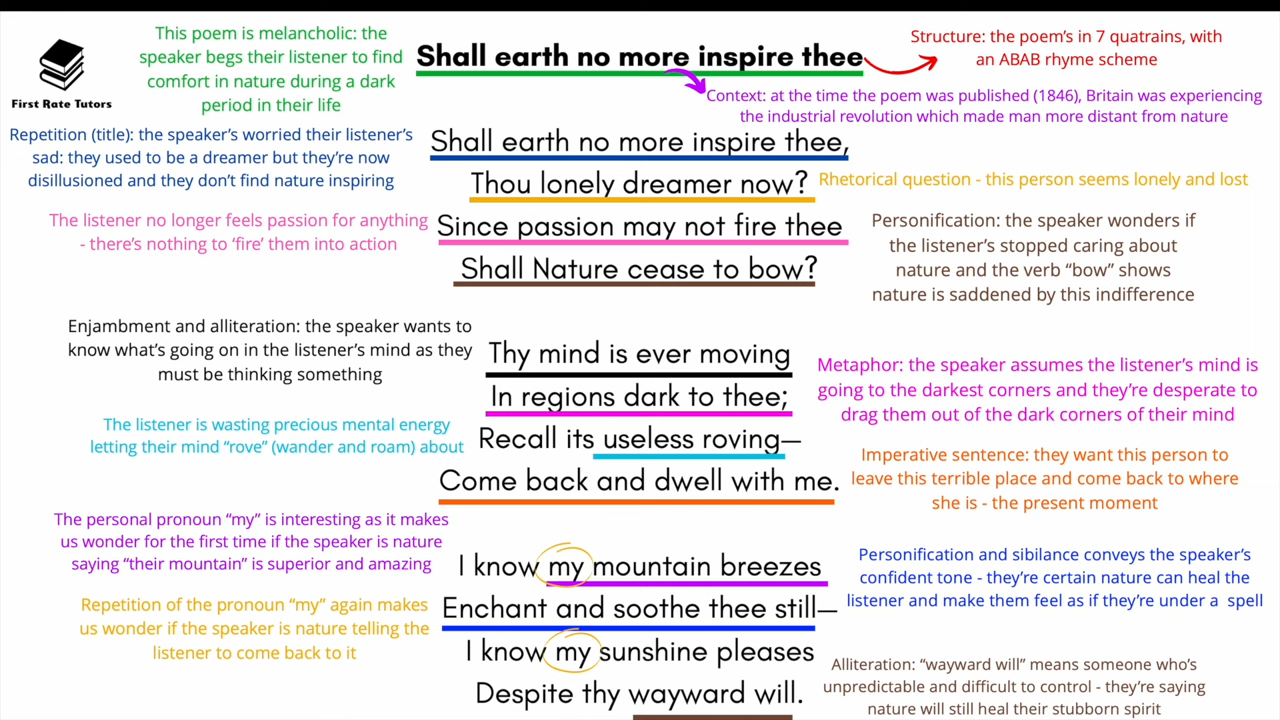 This poem is melancholic: the
speaker begs their listener to find
comfort in nature during a dark
period in their life
First Rate Tutors
Shall earth no more inspire thee
Structure: the poem's in 7 quatrains, with
an ABAB rhyme scheme
Context: at the time the poem was published (1846), Britain was experiencing
the industrial revolution which made man more distant from nature
Repetition (title): the speaker's worried their listener's
sad: they used to be a dreamer but they're now
disillusioned and they don't find nature inspiring
Shall earth no more inspire thee,
Thou lonely dreamer now?
Rhetorical question - this person seems lonely and lost
The listener no longer feels passion for anything
- there's nothing to 'fire' them into action
Since passion may not fire thee
Shall Nature cease to bow?
Personification: the speaker wonders if
the listener's stopped caring about
nature and the verb "bow" shows
nature is saddened by this indifference
Enjambment and alliteration: the speaker wants to
know what's going on in the listener's mind as they
must be thinking something
Thy mind is ever moving
In regions dark to thee;
Metaphor: the speaker assumes the listener's mind is
going to the darkest corners and they're desperate to
drag them out of the dark corners of their mind
The listener is wasting precious mental energy
letting their mind "rove" (wander and roam) about
Recall its useless roving—
Come back and dwell with me.
Imperative sentence: they want this person to
leave this terrible place and come back to where
she is - the present moment
The personal pronoun "my" is interesting as it makes
us wonder for the first time if the speaker is nature
saying "their mountain" is superior and amazing
I know my mountain breezes
Enchant and soothe thee still—
Personification and sibilance conveys the speaker's
confident tone - they're certain nature can heal the
listener and make them feel as if they're under a spell
Repetition of the pronoun "my" again makes
us wonder if the speaker is nature telling the
listener to come back to it
I know my sunshine pleases
Despite thy wayward will.
Alliteration: "wayward will" means someone who's
unpredictable and difficult to control - they're saying
nature will still heal their stubborn spirit